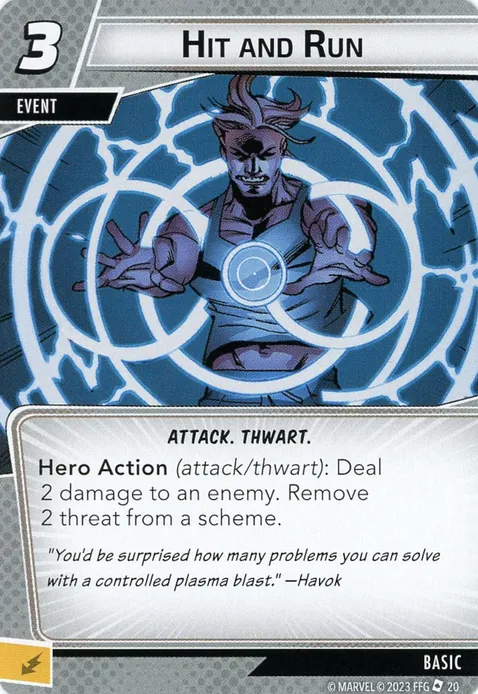 3
HIT AND RUN
EVENT
ATTACK. THWART.
Hero Action (attack/thwart): Deal
2 damage to an enemy. Remove
2 threat from a scheme.
"You'd be surprised how many problems you can solve
with a controlled plasma blast." —Havok
BASIC
© MARVEL © 2023 FFG 20